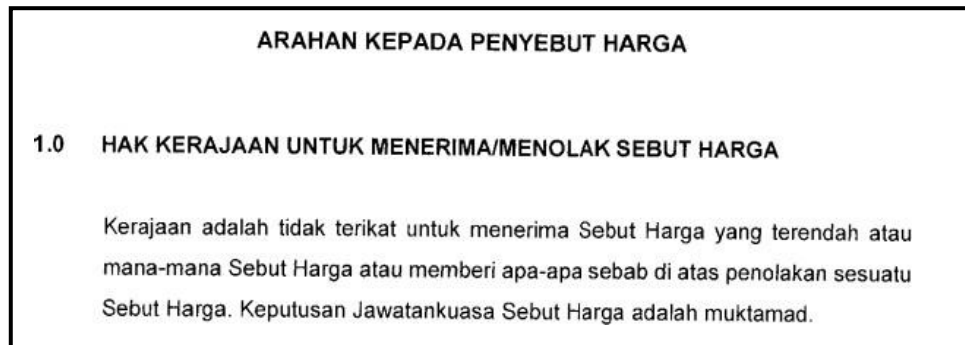 ARAHAN KEPADA PENYEBUT HARGA
1.0 HAK KERAJAAN UNTUK MENERIMA/MENOLAK SEBUT HARGA
Kerajaan adalah tidak terikat untuk menerima Sebut Harga yang terendah atau
mana-mana Sebut Harga atau memberi apa-apa sebab di atas penolakan sesuatu
Sebut Harga. Keputusan Jawatankuasa Sebut Harga adalah muktamad.